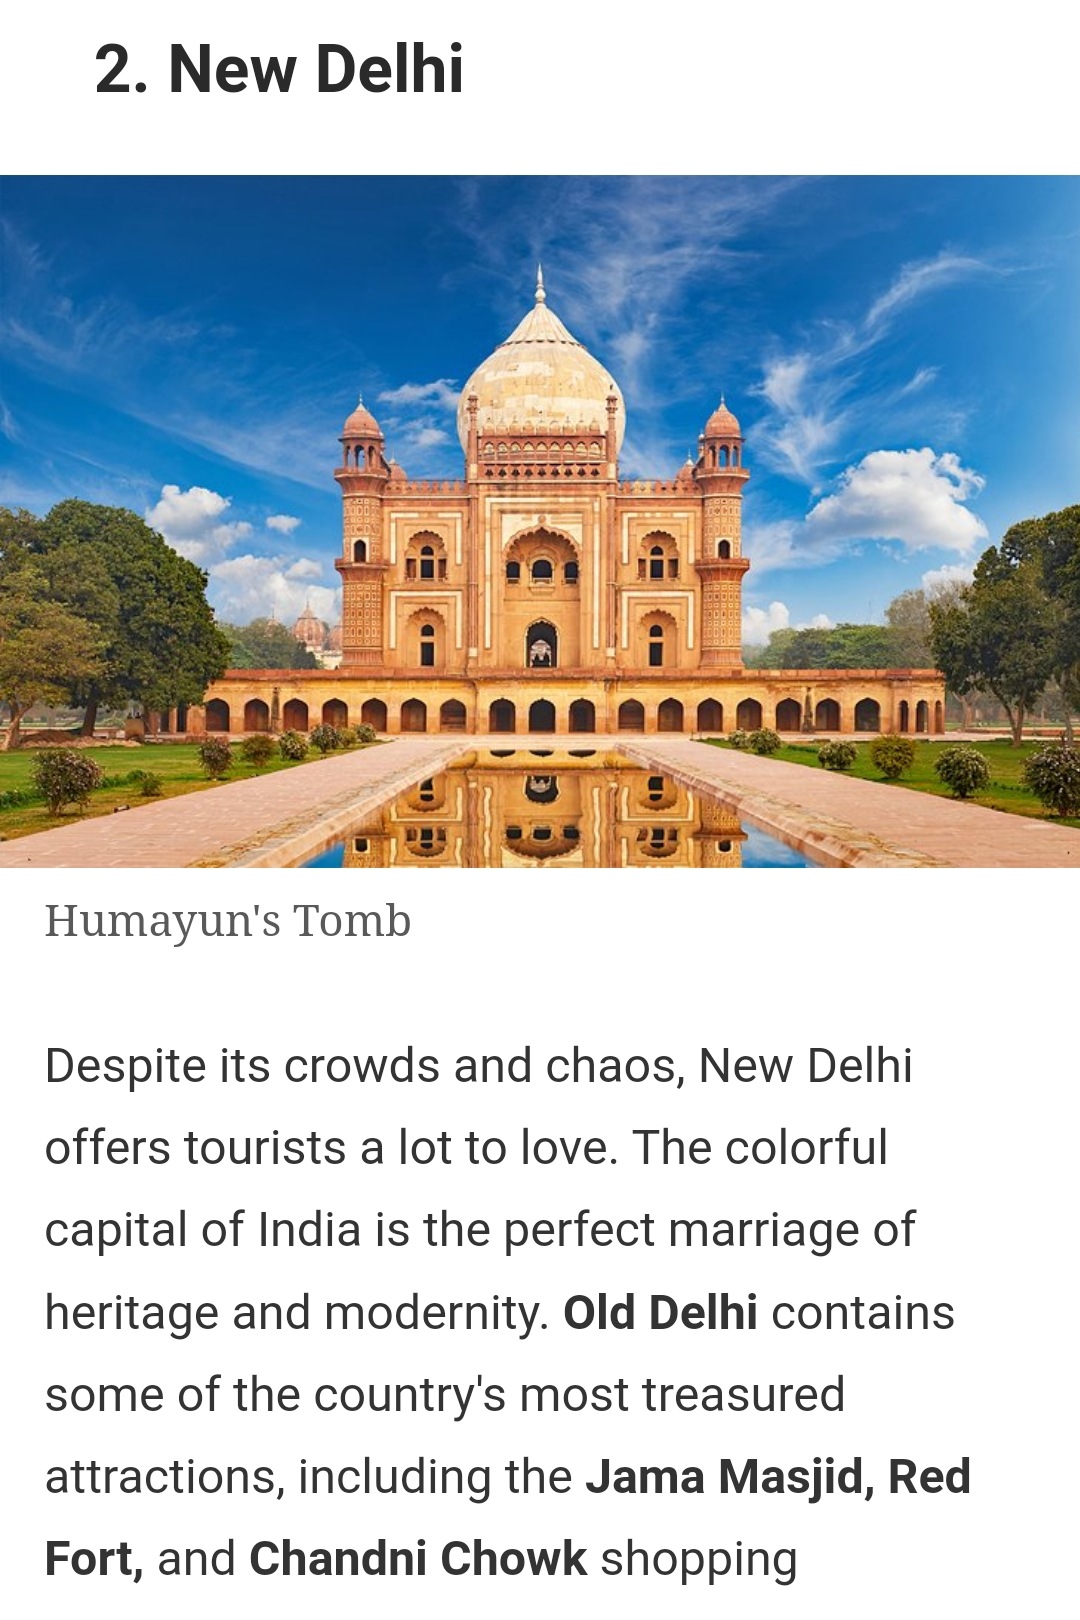 2. New Delhi
Humayun's Tomb
Despite its crowds and chaos, New Delhi
offers tourists a lot to love. The colorful
capital of India is the perfect marriage of
heritage and modernity. Old Delhi contains
some of the country's most treasured
attractions, including the Jama Masjid, Red
Fort, and Chandni Chowk shopping